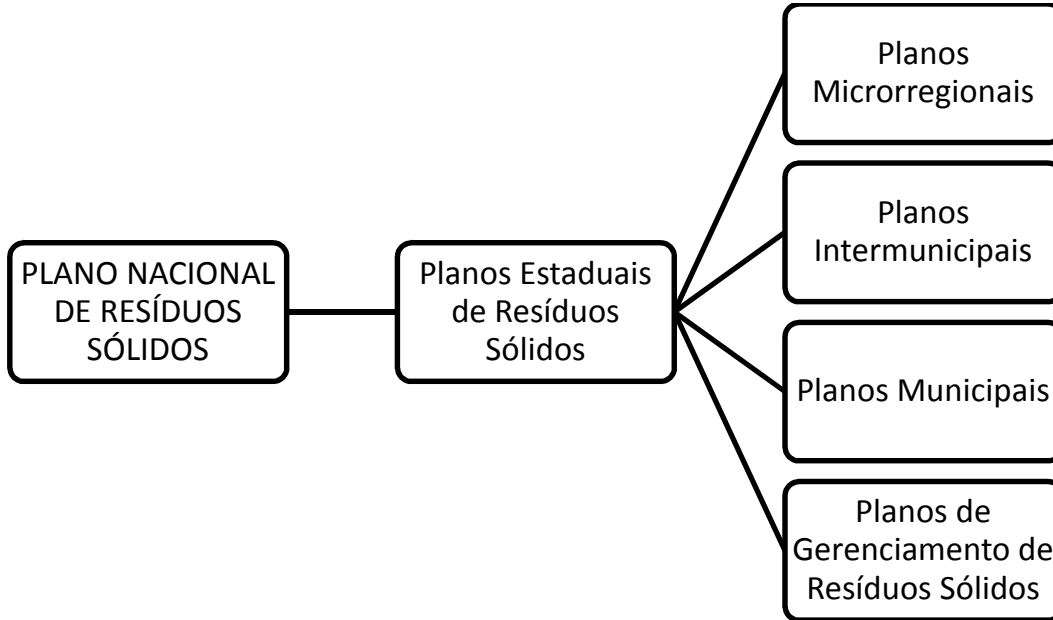 PLANO NACIONAL
DE RESÍDUOS
SÓLIDOS
Planos Estaduais
de Resíduos
Sólidos
Planos
Microrregionais
Planos
Intermunicipais
Planos Municipais
Planos de
Gerenciamento de
Resíduos Sólidos